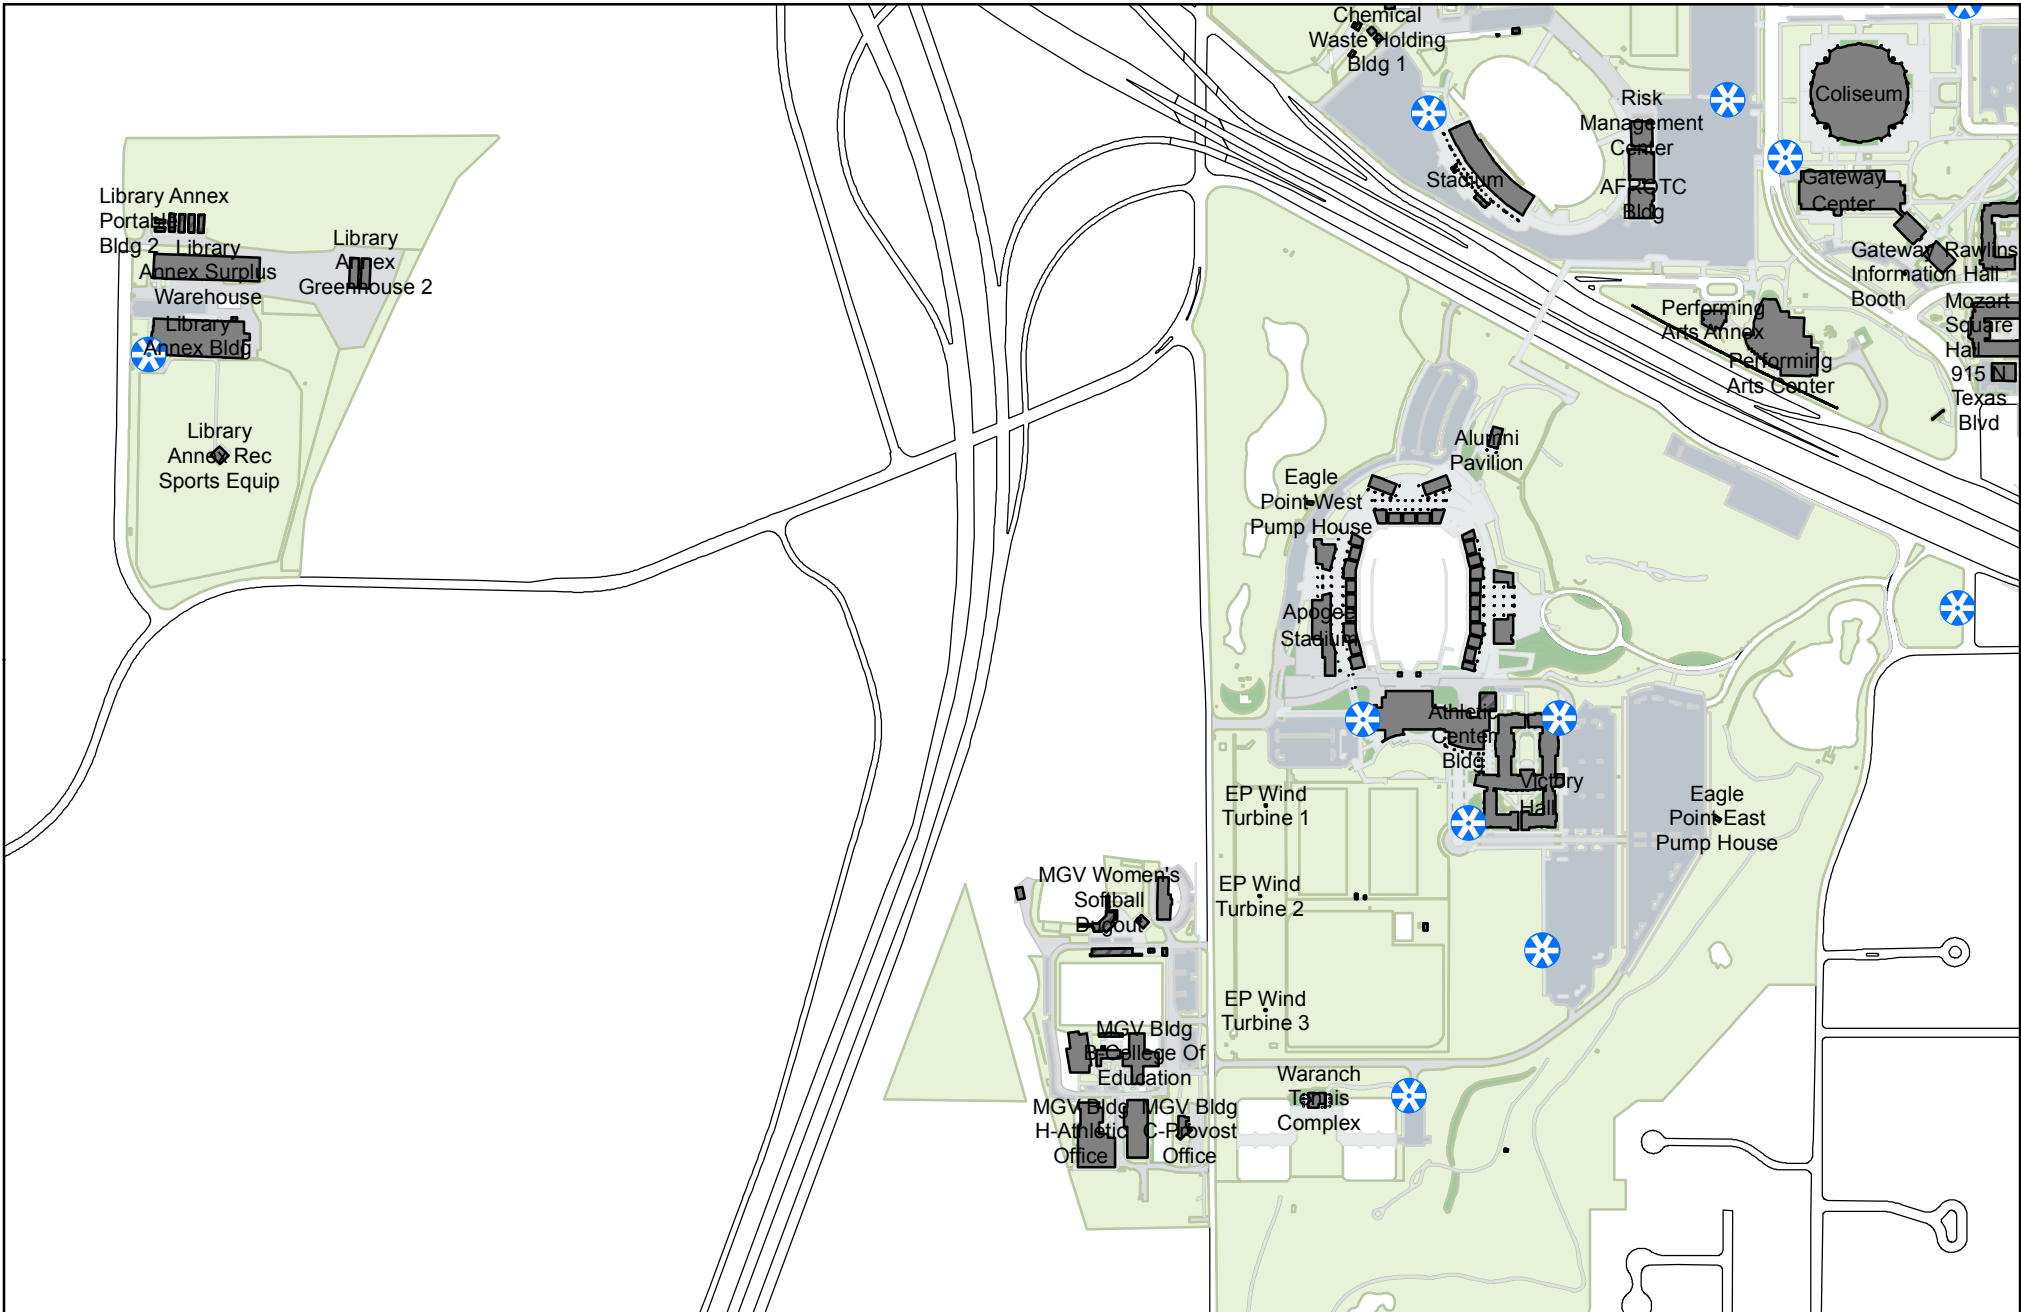 Chemical
Waste Holding
Bldg 1
Coliseum
Risk
Management
Center
Stadium
AFROTC
Bldg
Gateway
Center
Gateway
Information
Booth
Rawlins
Hall
Mozart
Square
Hall
915 N
Texas
Blvd
Performing
Arts Annex
Performing
Arts Center
Library Annex
Portable
Bldg 2
Library
Annex Surplus
Warehouse
Library
Annex
Greenhouse 2
Library
Annex Bldg
Library
Annex Rec
Sports Equip
Alumni
Pavilion
Eagle
Point West
Pump House
Apogee
Stadium
Athletic
Center
Bldg
Victory
Hall
EP Wind
Turbine 1
Eagle
Point East
Pump House
MGV Women's
Softball
Dugout
EP Wind
Turbine 2
EP Wind
Turbine 3
MGV Bldg
B-College Of
Education
MGV Bldg
H-Athletic
Office
MGV Bldg
C-Provost
Office
Waranch
Tennis
Complex